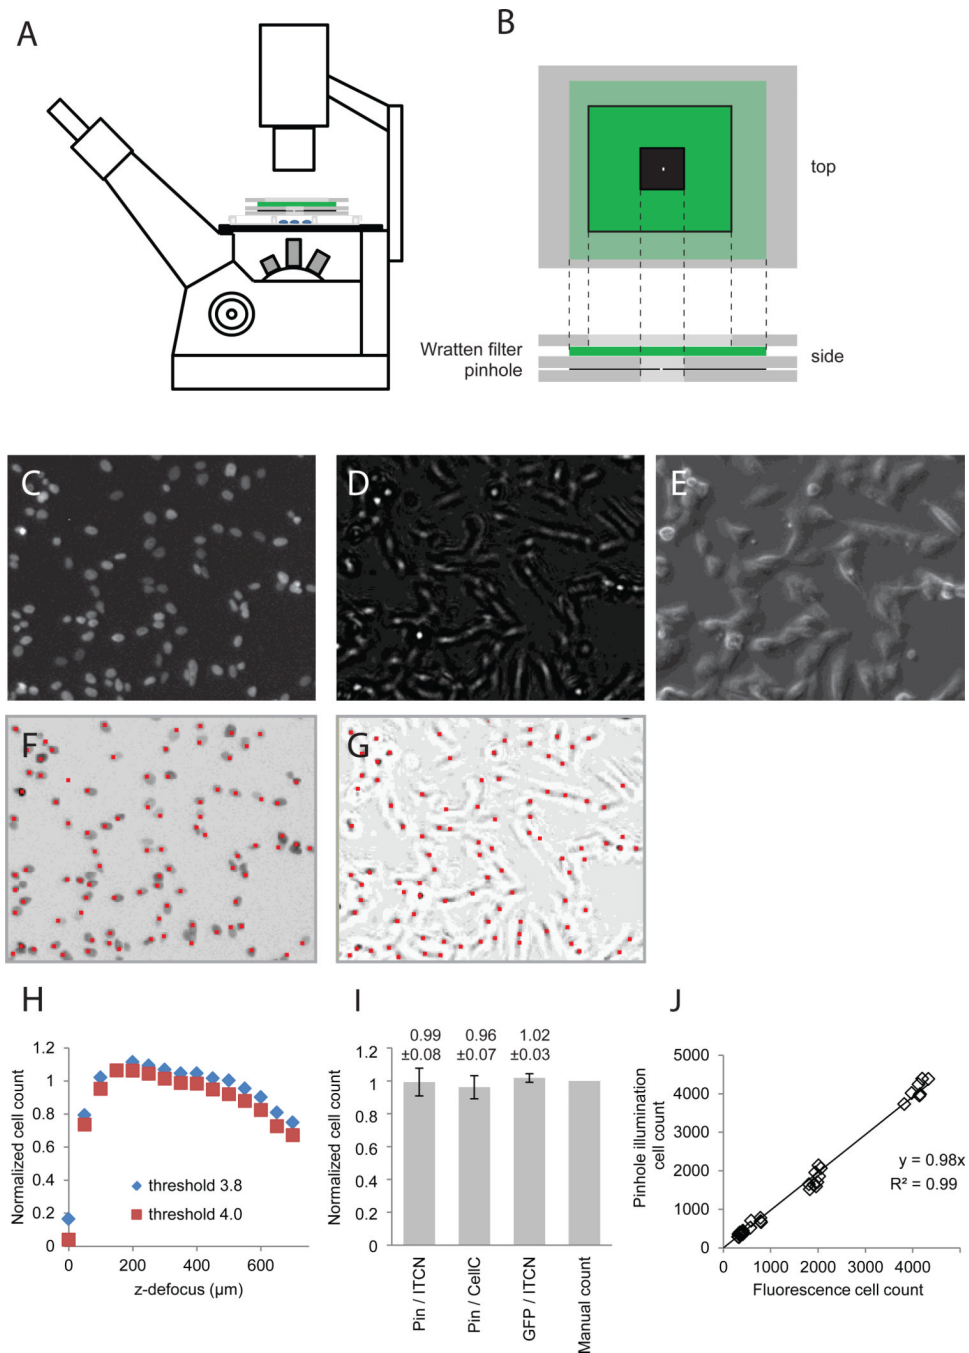 A
B
top
Wratten filter
pinhole
side
C
D
E
F
G
H
I
J
Normalized cell count
1.2
1
0.8
0.6
0.4
0.2
0
threshold 3.8
threshold 4.0
0
200
400
600
z-defocus (µm)
Normalized cell count
1.2
1
0.8
0.6
0.4
0.2
0
0.99
±0.08
0.96
±0.07
1.02
±0.03
Pin / ITCN
Pin / CellC
GFP / ITCN
Manual count
Pinhole illumination
cell count
5000
4000
3000
2000
1000
0
y = 0.98x
R² = 0.99
0
1000
2000
3000
4000
Fluorescence cell count